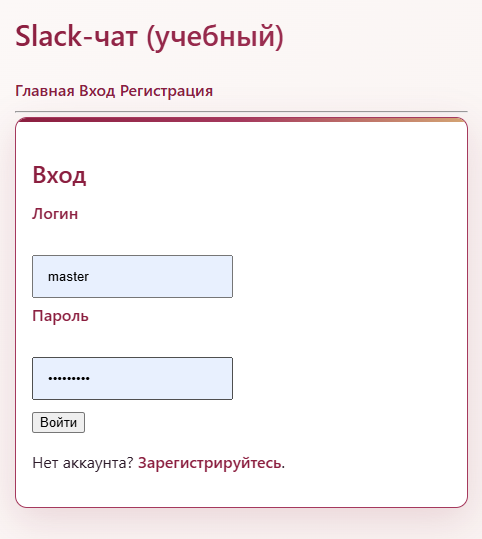 Slack-чат (учебный)
Главная Вход Регистрация
Вход
Логин
master
Пароль
•••••••••
Войти
Нет аккаунта? Зарегистрируйтесь.